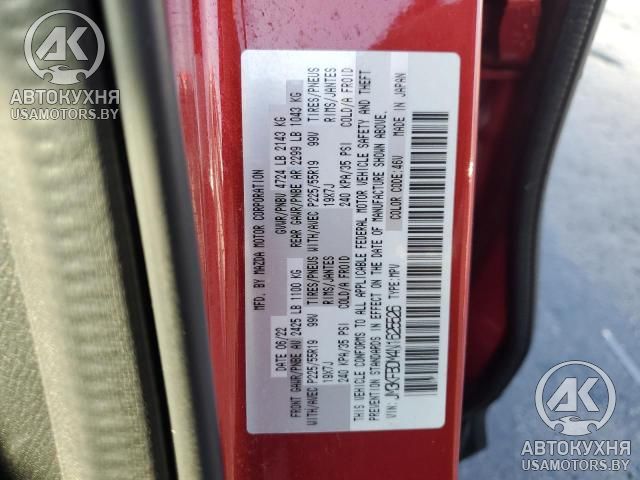 AK
АВТОКУХНЯ
USAMOTORS.BY
MFD. BY MAZDA MOTOR CORPORATION
DATE 06/22 GVWR/PNBV 4724 LB 2143 KG
FRONT GAWR/PNBE AV 2425 LB 1100 KG REAR GAWR/PNBE AR 2299 LB 1043 KG
WITH/AVEC P225/55R19 99V TIRES/PNEUS WITH/AVEC P225/55R19 99V TIRES/PNEUS
19X7J RIMS/JANTES 19X7J RIMS/JANTES
240 KPA/35 PSI COLD/A FROID 240 KPA/35 PSI COLD/A FROID
THIS VEHICLE CONFORMS TO ALL APPLICABLE FEDERAL MOTOR VEHICLE SAFETY AND THEFT
PREVENTION STANDARDS IN EFFECT ON THE DATE OF MANUFACTURE SHOWN ABOVE.
VIN: TYPE:MPV COLOR CODE:46V MADE IN JAPAN
AK
АВТОКУХНЯ
USAMOTORS.BY